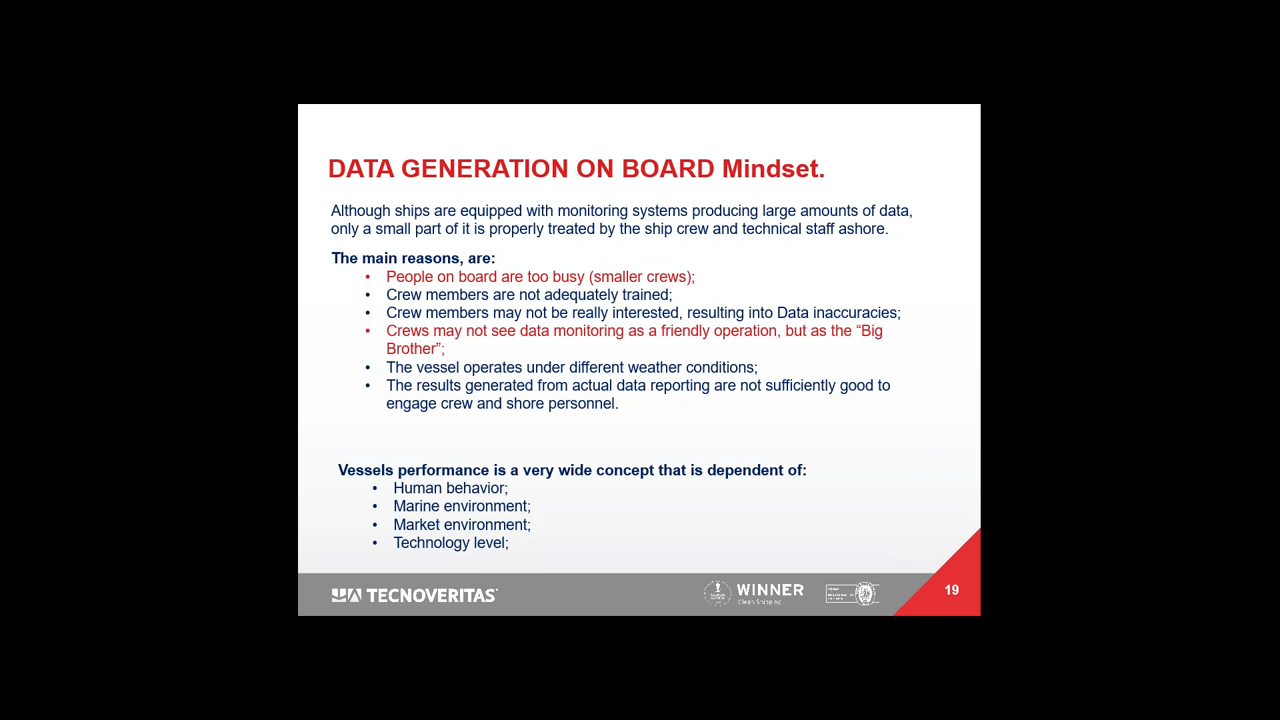 DATA GENERATION ON BOARD Mindset.
Although ships are equipped with monitoring systems producing large amounts of data,
only a small part of it is properly treated by the ship crew and technical staff ashore.
The main reasons, are:
• People on board are too busy (smaller crews);
• Crew members are not adequately trained;
• Crew members may not be really interested, resulting into Data inaccuracies;
• Crews may not see data monitoring as a friendly operation, but as the “Big
Brother”;
• The vessel operates under different weather conditions;
• The results generated from actual data reporting are not sufficiently good to
engage crew and shore personnel.
Vessels performance is a very wide concept that is dependent of:
• Human behavior;
• Marine environment;
• Market environment;
• Technology level;
TECNOVERITAS
WINNER
Clean Shipping
19